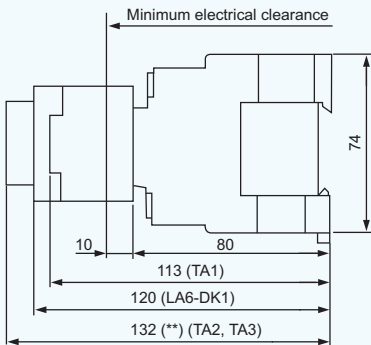 Minimum electrical clearance
74
10 80
113 (TA1)
120 (LA6-DK1)
132 (**) (TA2, TA3)